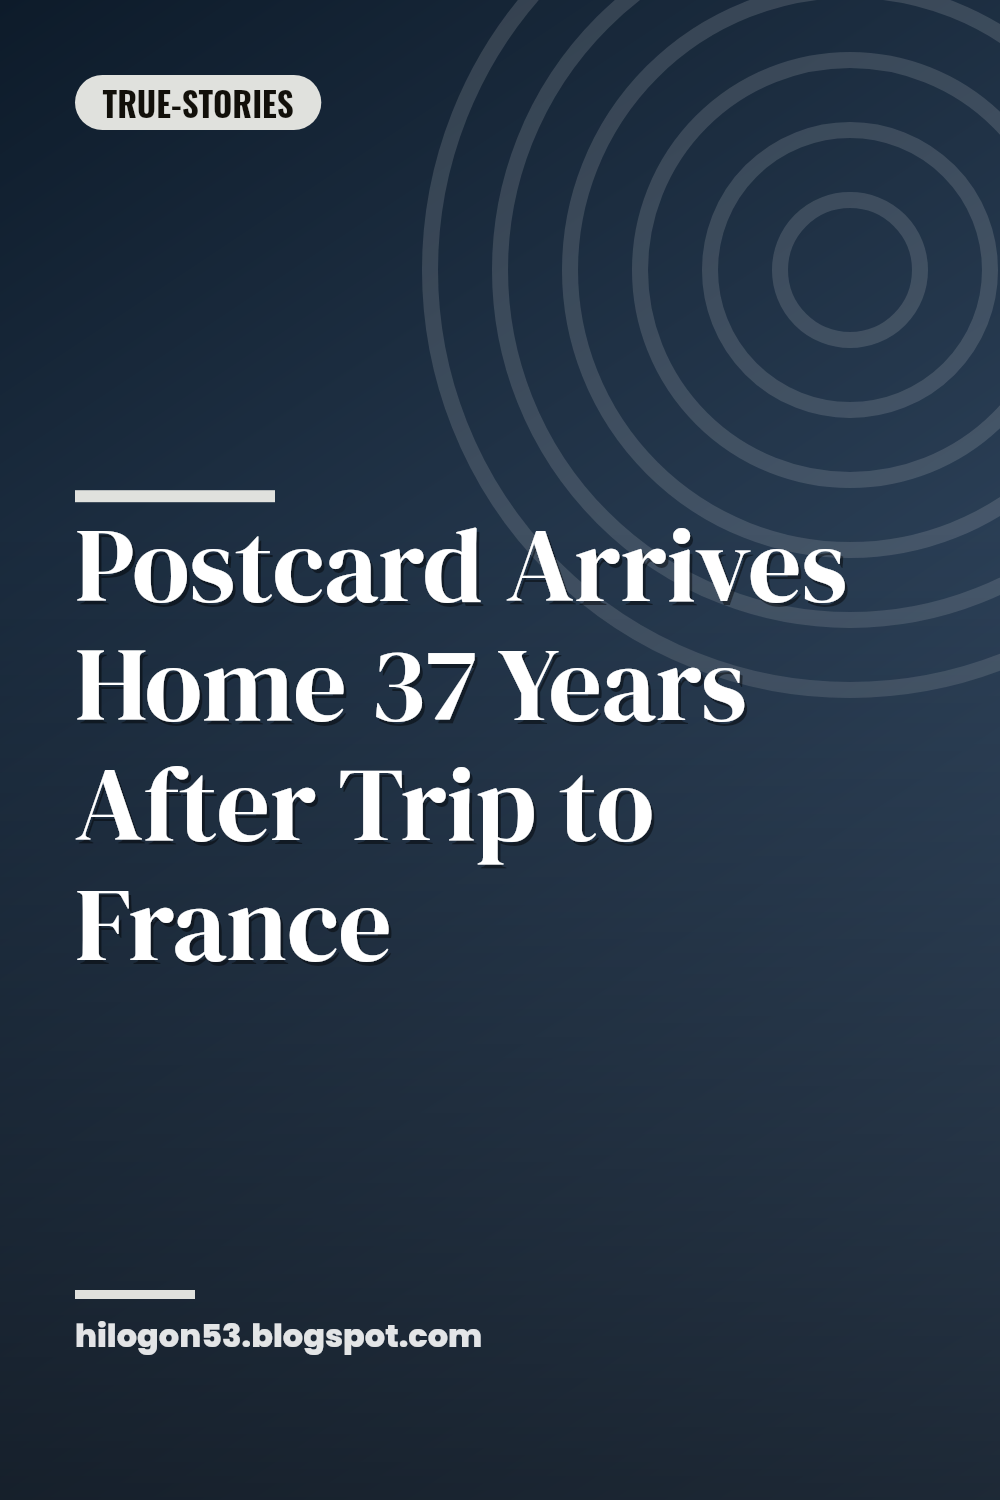 TRUE-STORIES
Postcard Arrives
Home 37 Years
After Trip to
France
hilogon53.blogspot.com